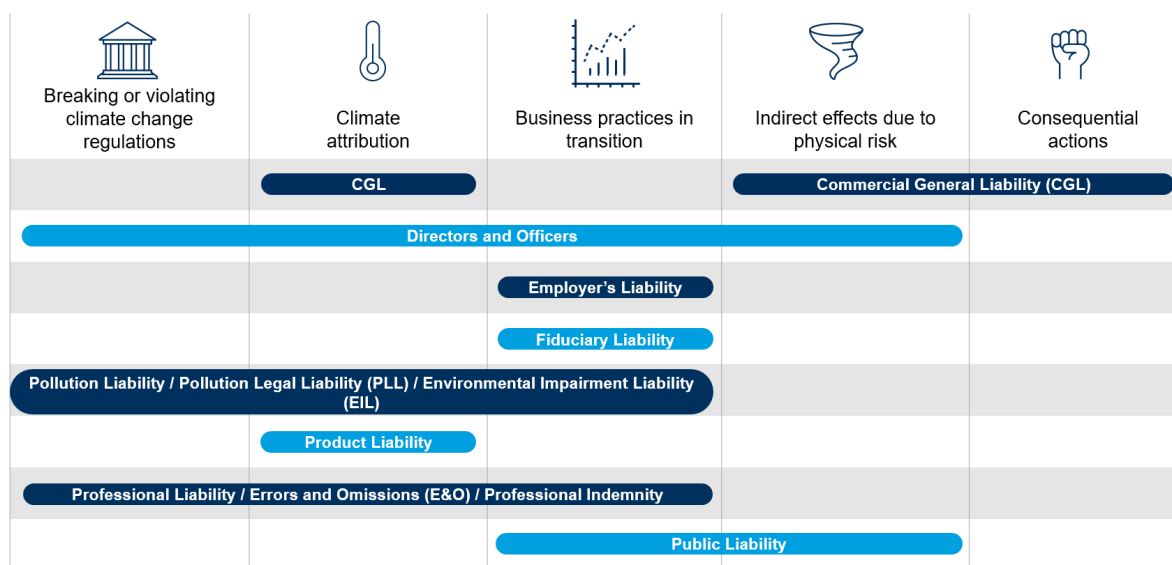 Breaking or violating
climate change
regulations
Climate
attribution
Business practices in
transition
Indirect effects due to
physical risk
Consequential
actions
CGL
Commercial General Liability (CGL)
Directors and Officers
Employer’s Liability
Fiduciary Liability
Pollution Liability / Pollution Legal Liability (PLL) / Environmental Impairment Liability
(EIL)
Product Liability
Professional Liability / Errors and Omissions (E&O) / Professional Indemnity
Public Liability